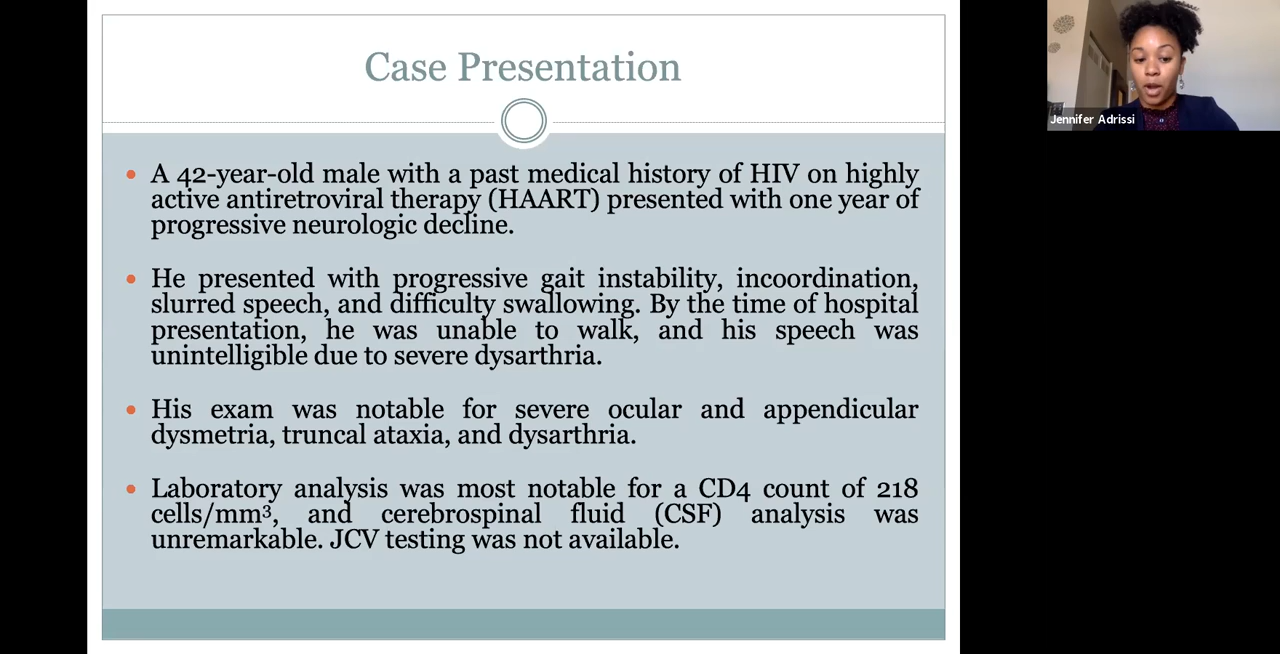 Case Presentation
Jennifer Adrissi
• A 42-year-old male with a past medical history of HIV on highly
active antiretroviral therapy (HAART) presented with one year of
progressive neurologic decline.
• He presented with progressive gait instability, incoordination,
slurred speech, and difficulty swallowing. By the time of hospital
presentation, he was unable to walk, and his speech was
unintelligible due to severe dysarthria.
• His exam was notable for severe ocular and appendicular
dysmetria, truncal ataxia, and dysarthria.
• Laboratory analysis was most notable for a CD4 count of 218
cells/mm³, and cerebrospinal fluid (CSF) analysis was
unremarkable. JCV testing was not available.